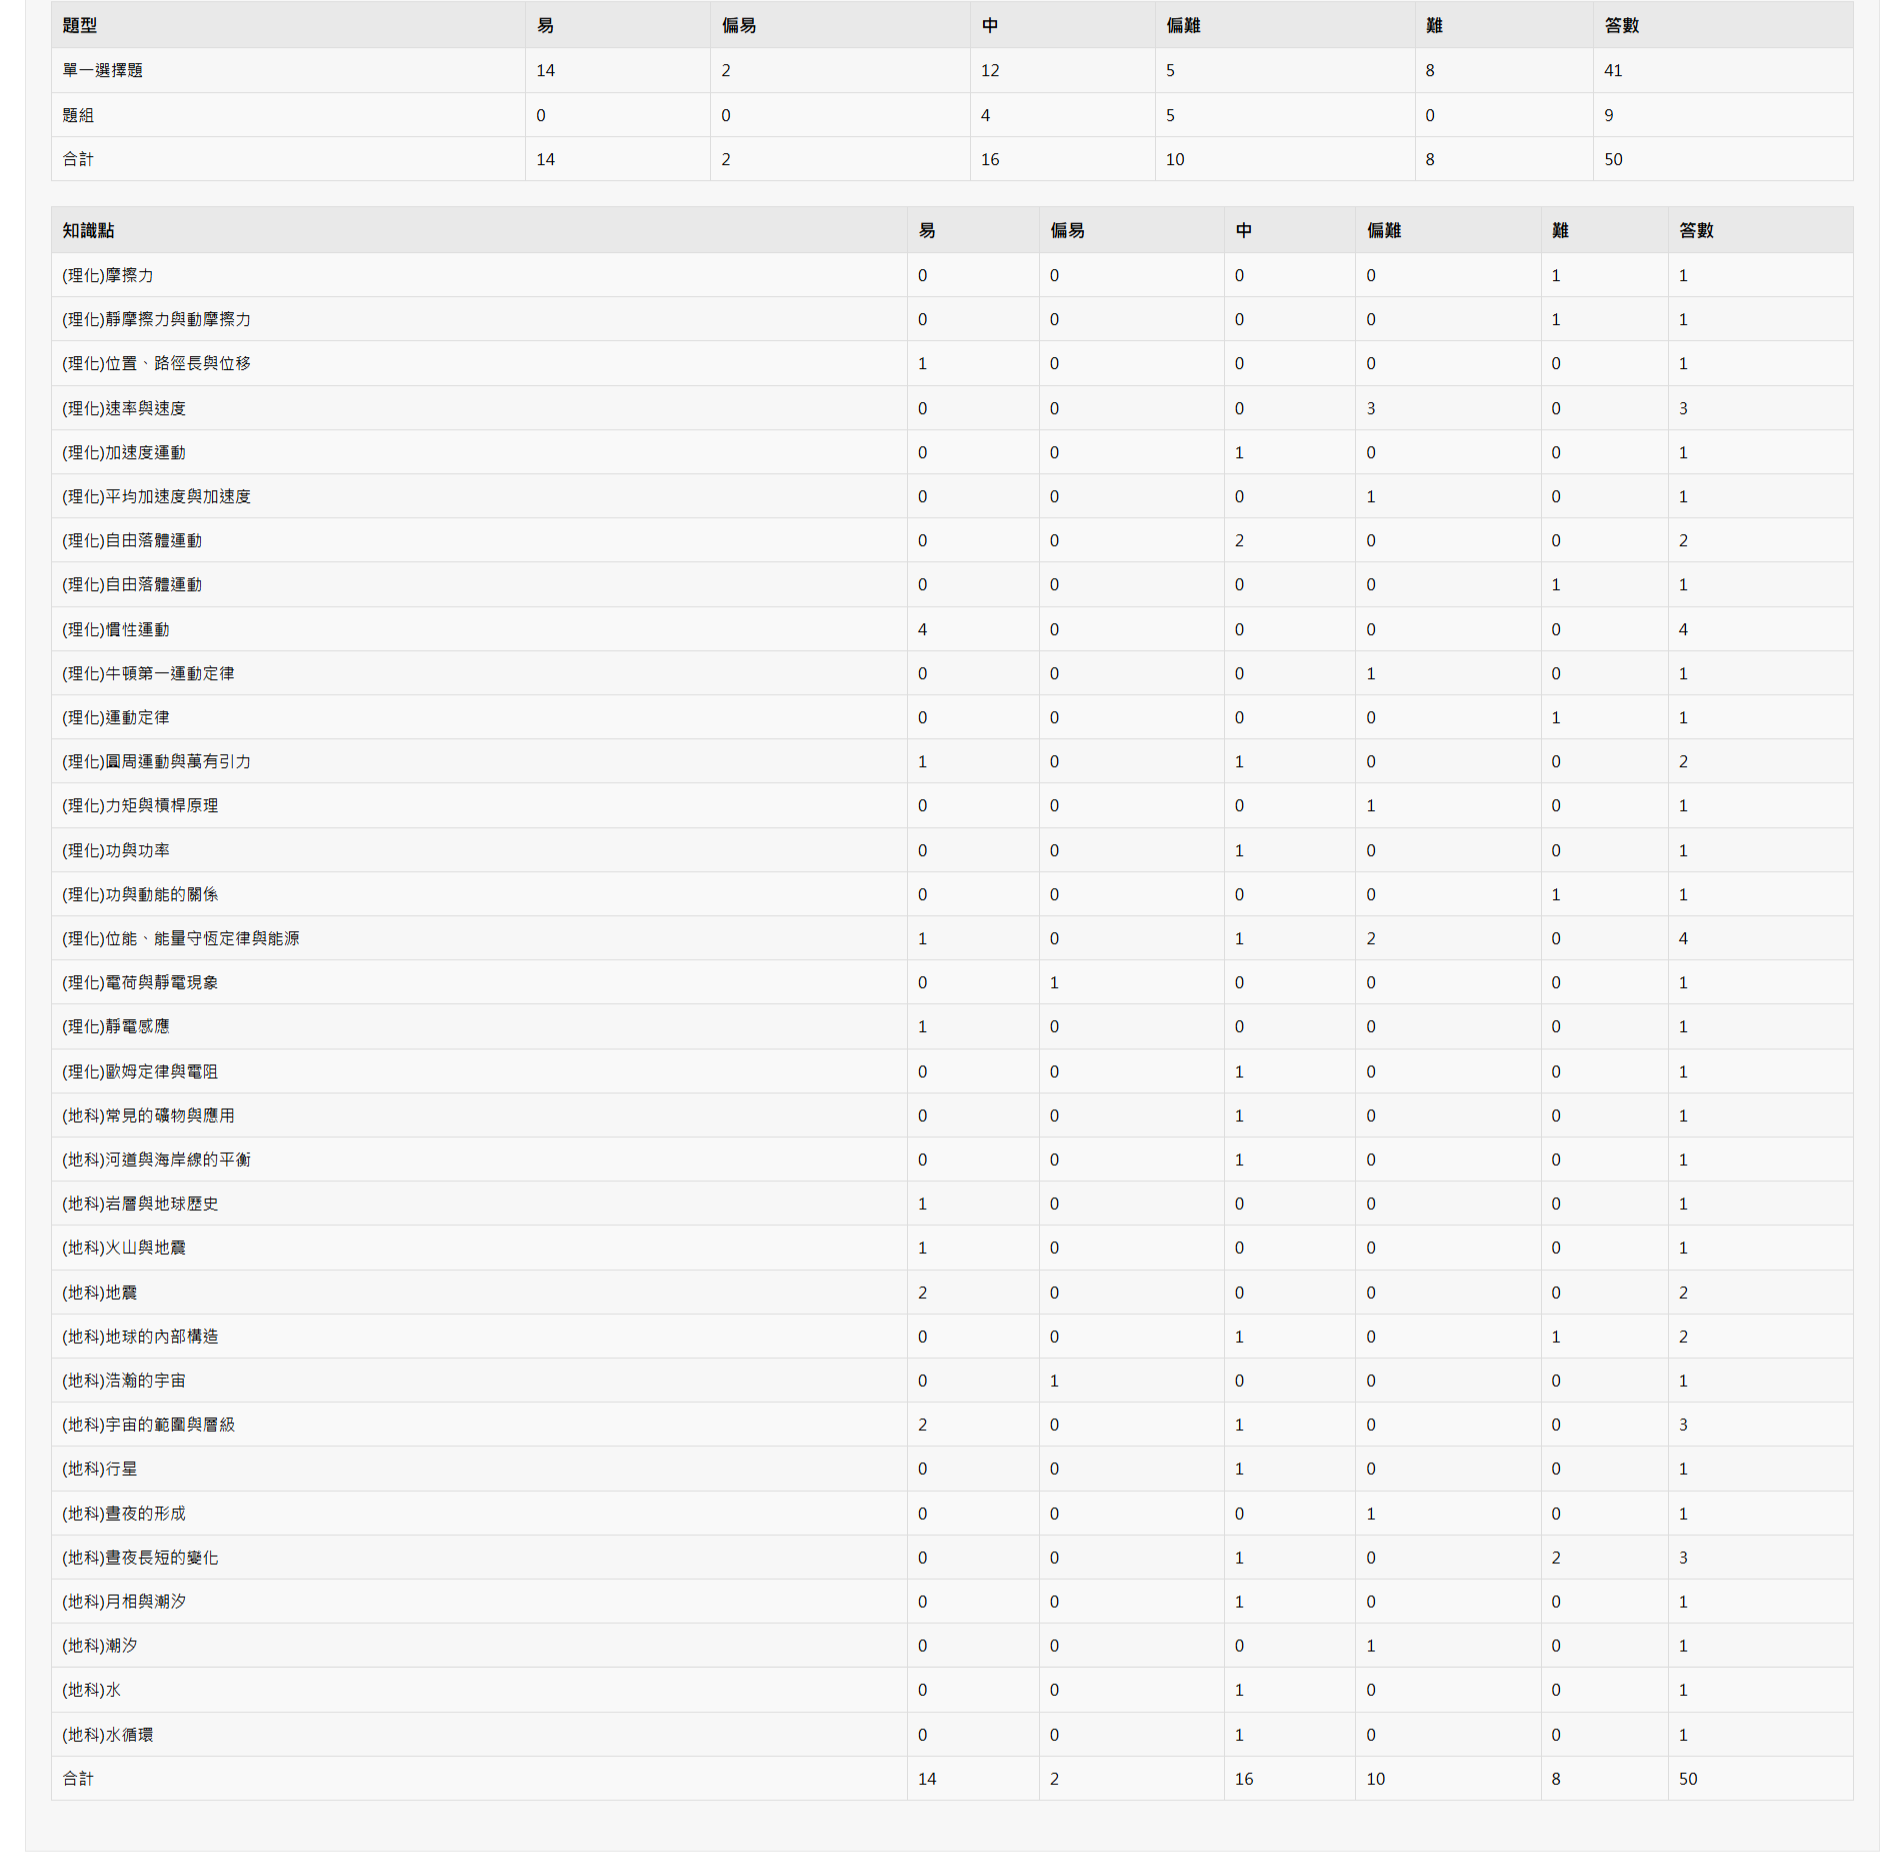 題型 易 偏易 中 偏難 難 答數
單一選擇題 14 2 12 5 8 41
題組 0 0 4 5 0 9
合計 14 2 16 10 8 50
知識點 易 偏易 中 偏難 難 答數
(理化)摩擦力 0 0 0 0 1 1
(理化)靜摩擦力與動摩擦力 0 0 0 0 1 1
(理化)位置、路徑長與位移 1 0 0 0 0 1
(理化)速率與速度 0 0 0 3 0 3
(理化)加速度運動 0 0 1 0 0 1
(理化)平均加速度與加速度 0 0 0 1 0 1
(理化)自由落體運動 0 0 2 0 0 2
(理化)自由落體運動 0 0 0 0 1 1
(理化)慣性運動 4 0 0 0 0 4
(理化)牛頓第一運動定律 0 0 0 1 0 1
(理化)運動定律 0 0 0 0 1 1
(理化)圓周運動與萬有引力 1 0 1 0 0 2
(理化)力矩與槓桿原理 0 0 0 1 0 1
(理化)功與功率 0 0 1 0 0 1
(理化)功與動能的關係 0 0 0 0 1 1
(理化)位能、能量守恆定律與能源 1 0 1 2 0 4
(理化)電荷與靜電現象 0 1 0 0 0 1
(理化)靜電感應 1 0 0 0 0 1
(理化)歐姆定律與電阻 0 0 1 0 0 1
(地科)常見的礦物與應用 0 0 1 0 0 1
(地科)河道與海岸線的平衡 0 0 1 0 0 1
(地科)岩層與地球歷史 1 0 0 0 0 1
(地科)火山與地震 1 0 0 0 0 1
(地科)地震 2 0 0 0 0 2
(地科)地球的內部構造 0 0 1 0 1 2
(地科)浩瀚的宇宙 0 1 0 0 0 1
(地科)宇宙的範圍與層級 2 0 1 0 0 3
(地科)行星 0 0 1 0 0 1
(地科)晝夜的形成 0 0 0 1 0 1
(地科)晝夜長短的變化 0 0 1 0 2 3
(地科)月相與潮汐 0 0 1 0 0 1
(地科)潮汐 0 0 0 1 0 1
(地科)水 0 0 1 0 0 1
(地科)水循環 0 0 1 0 0 1
合計 14 2 16 10 8 50